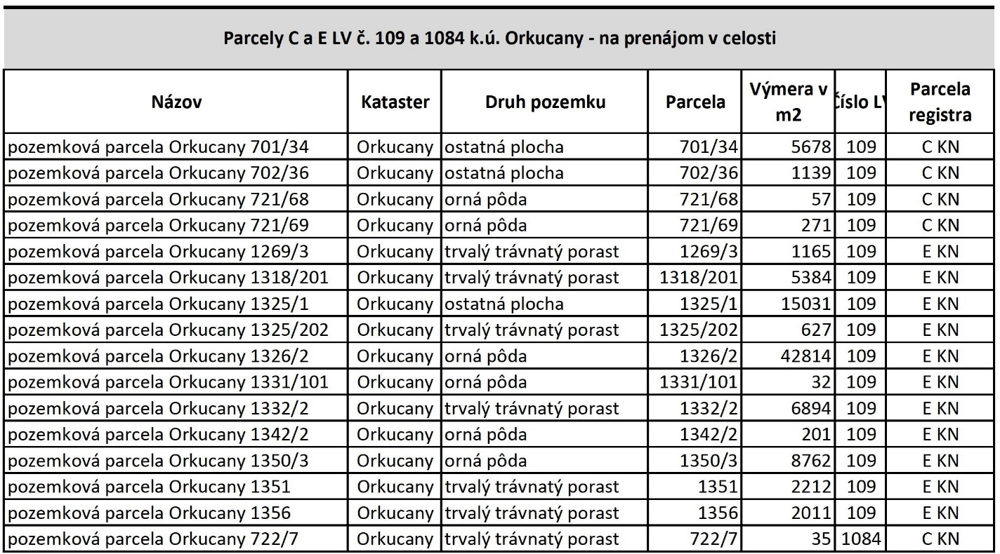 Parcely C a E LV č. 109 a 1084 k.ú. Orkucany - na prenájom v celosti
Názov Kataster Druh pozemku Parcela Výmera v m2 Číslo LV Parcela registra
pozemková parcela Orkucany 701/34 Orkucany ostatná plocha 701/34 5678 109 C KN
pozemková parcela Orkucany 702/36 Orkucany ostatná plocha 702/36 1139 109 C KN
pozemková parcela Orkucany 721/68 Orkucany orná pôda 721/68 57 109 C KN
pozemková parcela Orkucany 721/69 Orkucany orná pôda 721/69 271 109 C KN
pozemková parcela Orkucany 1269/3 Orkucany trvalý trávnatý porast 1269/3 1165 109 E KN
pozemková parcela Orkucany 1318/201 Orkucany trvalý trávnatý porast 1318/201 5384 109 E KN
pozemková parcela Orkucany 1325/1 Orkucany ostatná plocha 1325/1 15031 109 E KN
pozemková parcela Orkucany 1325/202 Orkucany trvalý trávnatý porast 1325/202 627 109 E KN
pozemková parcela Orkucany 1326/2 Orkucany orná pôda 1326/2 42814 109 E KN
pozemková parcela Orkucany 1331/101 Orkucany orná pôda 1331/101 32 109 E KN
pozemková parcela Orkucany 1332/2 Orkucany trvalý trávnatý porast 1332/2 6894 109 E KN
pozemková parcela Orkucany 1342/2 Orkucany orná pôda 1342/2 201 109 E KN
pozemková parcela Orkucany 1350/3 Orkucany orná pôda 1350/3 8762 109 E KN
pozemková parcela Orkucany 1351 Orkucany trvalý trávnatý porast 1351 2212 109 E KN
pozemková parcela Orkucany 1356 Orkucany trvalý trávnatý porast 1356 2011 109 E KN
pozemková parcela Orkucany 722/7 Orkucany trvalý trávnatý porast 722/7 35 1084 C KN